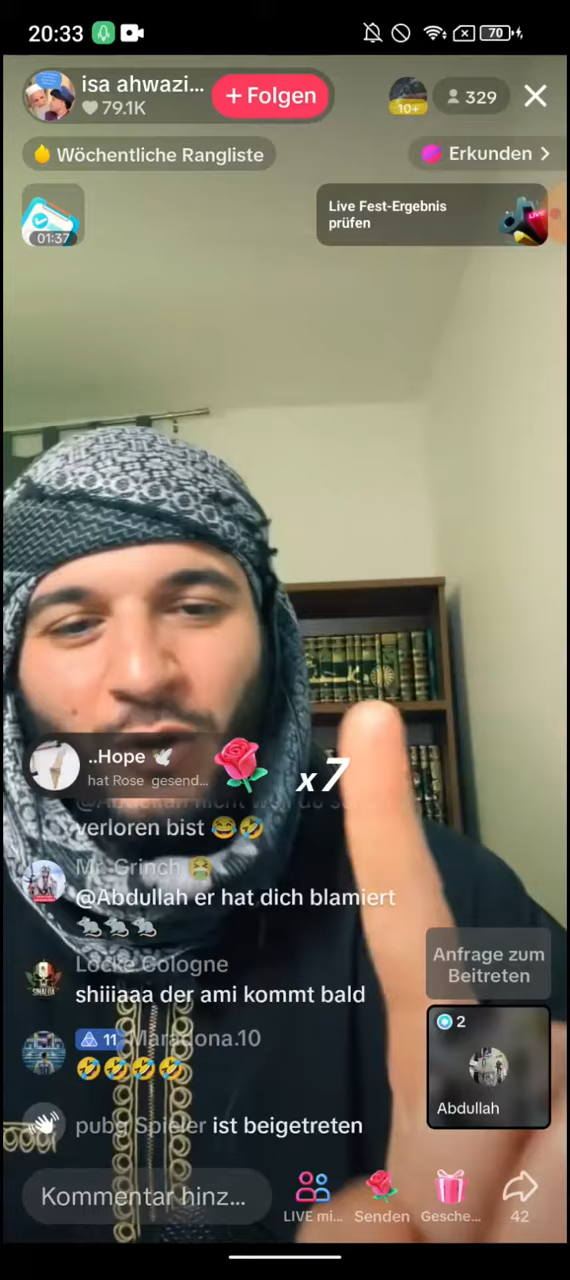 20:33
70
isa ahwazi...
79.1K
+ Folgen
10+
329
Wöchentliche Rangliste
Erkunden >
01:37
Live Fest-Ergebnis
prüfen
LIVE
..Hope 🕊
hat Rose gesend...
x7
verloren bist 😂🤣
Mr. Grinch 🤮
@Abdullah er hat dich blamiert
🐁🐁🐁
Locke Cologne
shiiiaaa der ami kommt bald
11 Maradona.10
🤣🤣🤣🤣
pubg Spieler ist beigetreten
Anfrage zum
Beitreten
2
Abdullah
Kommentar hinz...
LIVE mi...
Senden
Gesche...
42